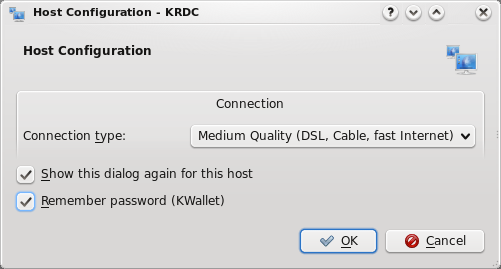 Host Configuration - KRDC
Host Configuration
Connection
Connection type: Medium Quality (DSL, Cable, fast Internet)
Show this dialog again for this host
Remember password (KWallet)
OK Cancel